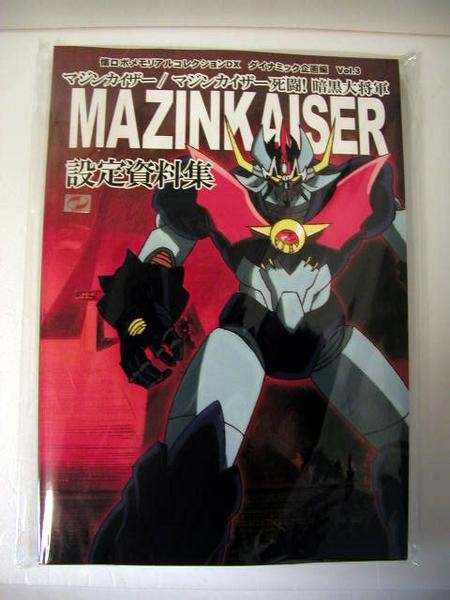 懐ロボメモリアルコレクションDX ダイナミック企画編 Vol.3
マジンカイザー/マジンカイザー死闘!暗黒大将軍
MAZINKAISER
設定資料集